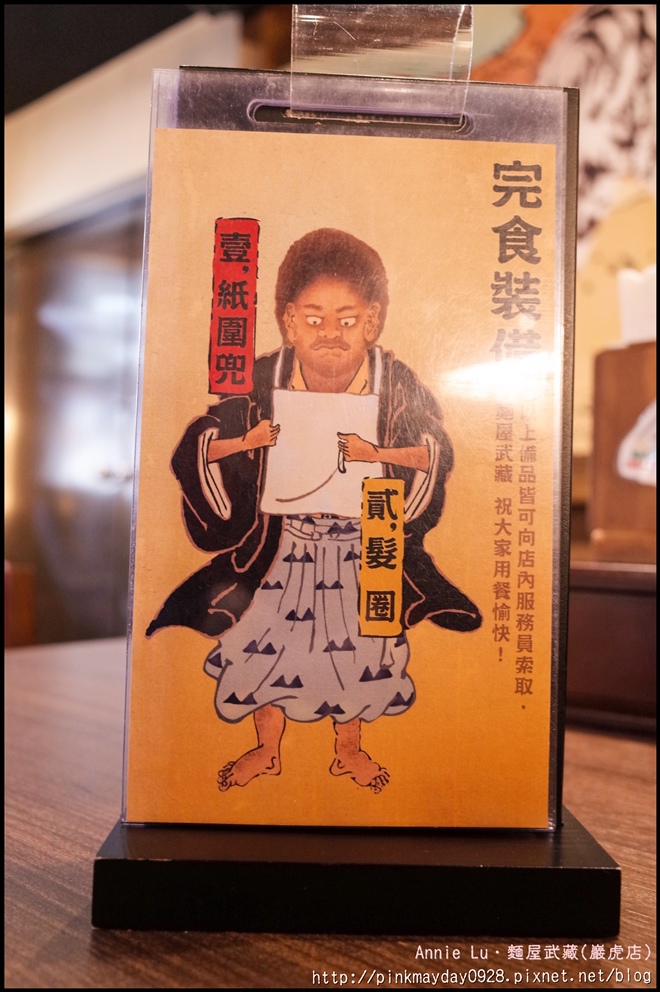 完食裝備
以上備品皆可向店內服務員索取.
麵屋武藏 祝大家用餐愉快!
壹,紙圍兜
貳,髮圈
Annie Lu·麵屋武藏(巖虎店)
http://pinkmayday0928.pixnet.net/blog